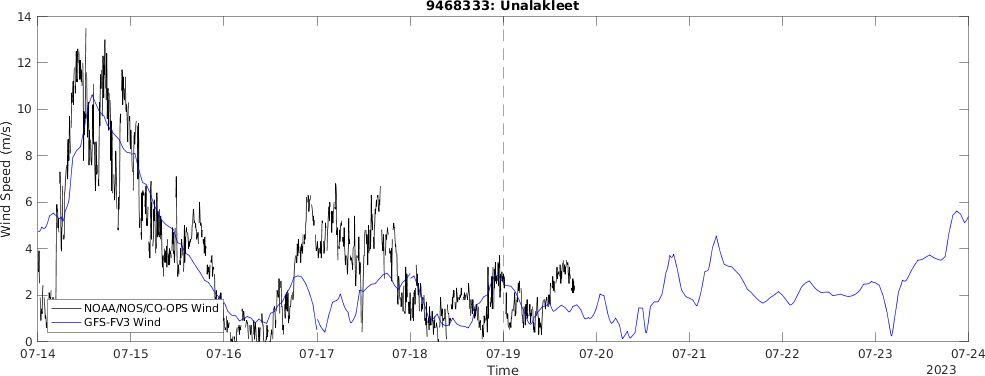 9468333: Unalakleet
Wind Speed (m/s)
14
12
10
8
6
4
2
0
NOAA/NOS/CO-OPS Wind
GFS-FV3 Wind
07-14 07-15 07-16 07-17 07-18 07-19 07-20 07-21 07-22 07-23 07-24
Time
2023